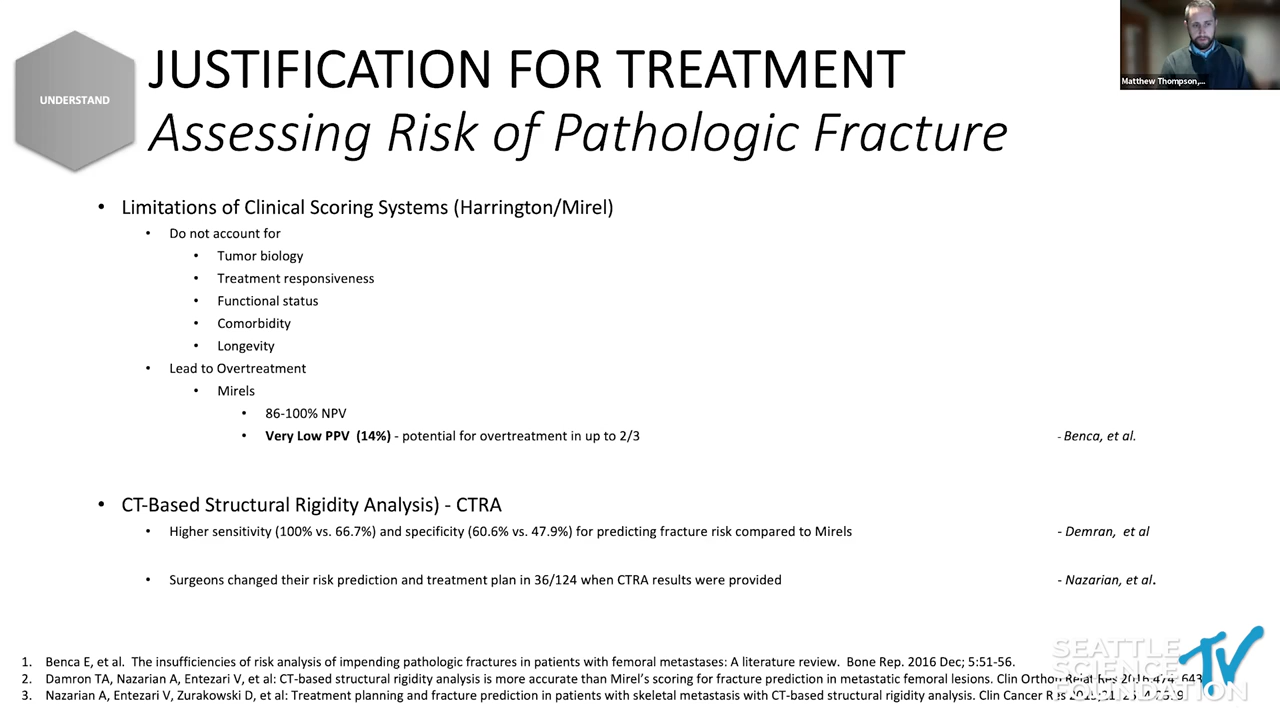 UNDERSTAND
JUSTIFICATION FOR TREATMENT
Assessing Risk of Pathologic Fracture
Matthew Thompson,...
• Limitations of Clinical Scoring Systems (Harrington/Mirel)
• Do not account for
• Tumor biology
• Treatment responsiveness
• Functional status
• Comorbidity
• Longevity
• Lead to Overtreatment
• Mirels
• 86-100% NPV
• Very Low PPV (14%) - potential for overtreatment in up to 2/3 - Benca, et al.
• CT-Based Structural Rigidity Analysis) - CTRA
• Higher sensitivity (100% vs. 66.7%) and specificity (60.6% vs. 47.9%) for predicting fracture risk compared to Mirels - Demran, et al
• Surgeons changed their risk prediction and treatment plan in 36/124 when CTRA results were provided - Nazarian, et al.
1. Benca E, et al. The insufficiencies of risk analysis of impending pathologic fractures in patients with femoral metastases: A literature review. Bone Rep. 2016 Dec; 5:51-56.
2. Damron TA, Nazarian A, Entezari V, et al: CT-based structural rigidity analysis is more accurate than Mirel's scoring for fracture prediction in metastatic femoral lesions. Clin Orthop Relat Res
3. Nazarian A, Entezari V, Zurakowski D, et al: Treatment planning and fracture prediction in patients with skeletal metastasis with CT-based structural rigidity analysis. Clin Cancer Res
SEATTLE
SCIENCE
FOUNDATION
TV